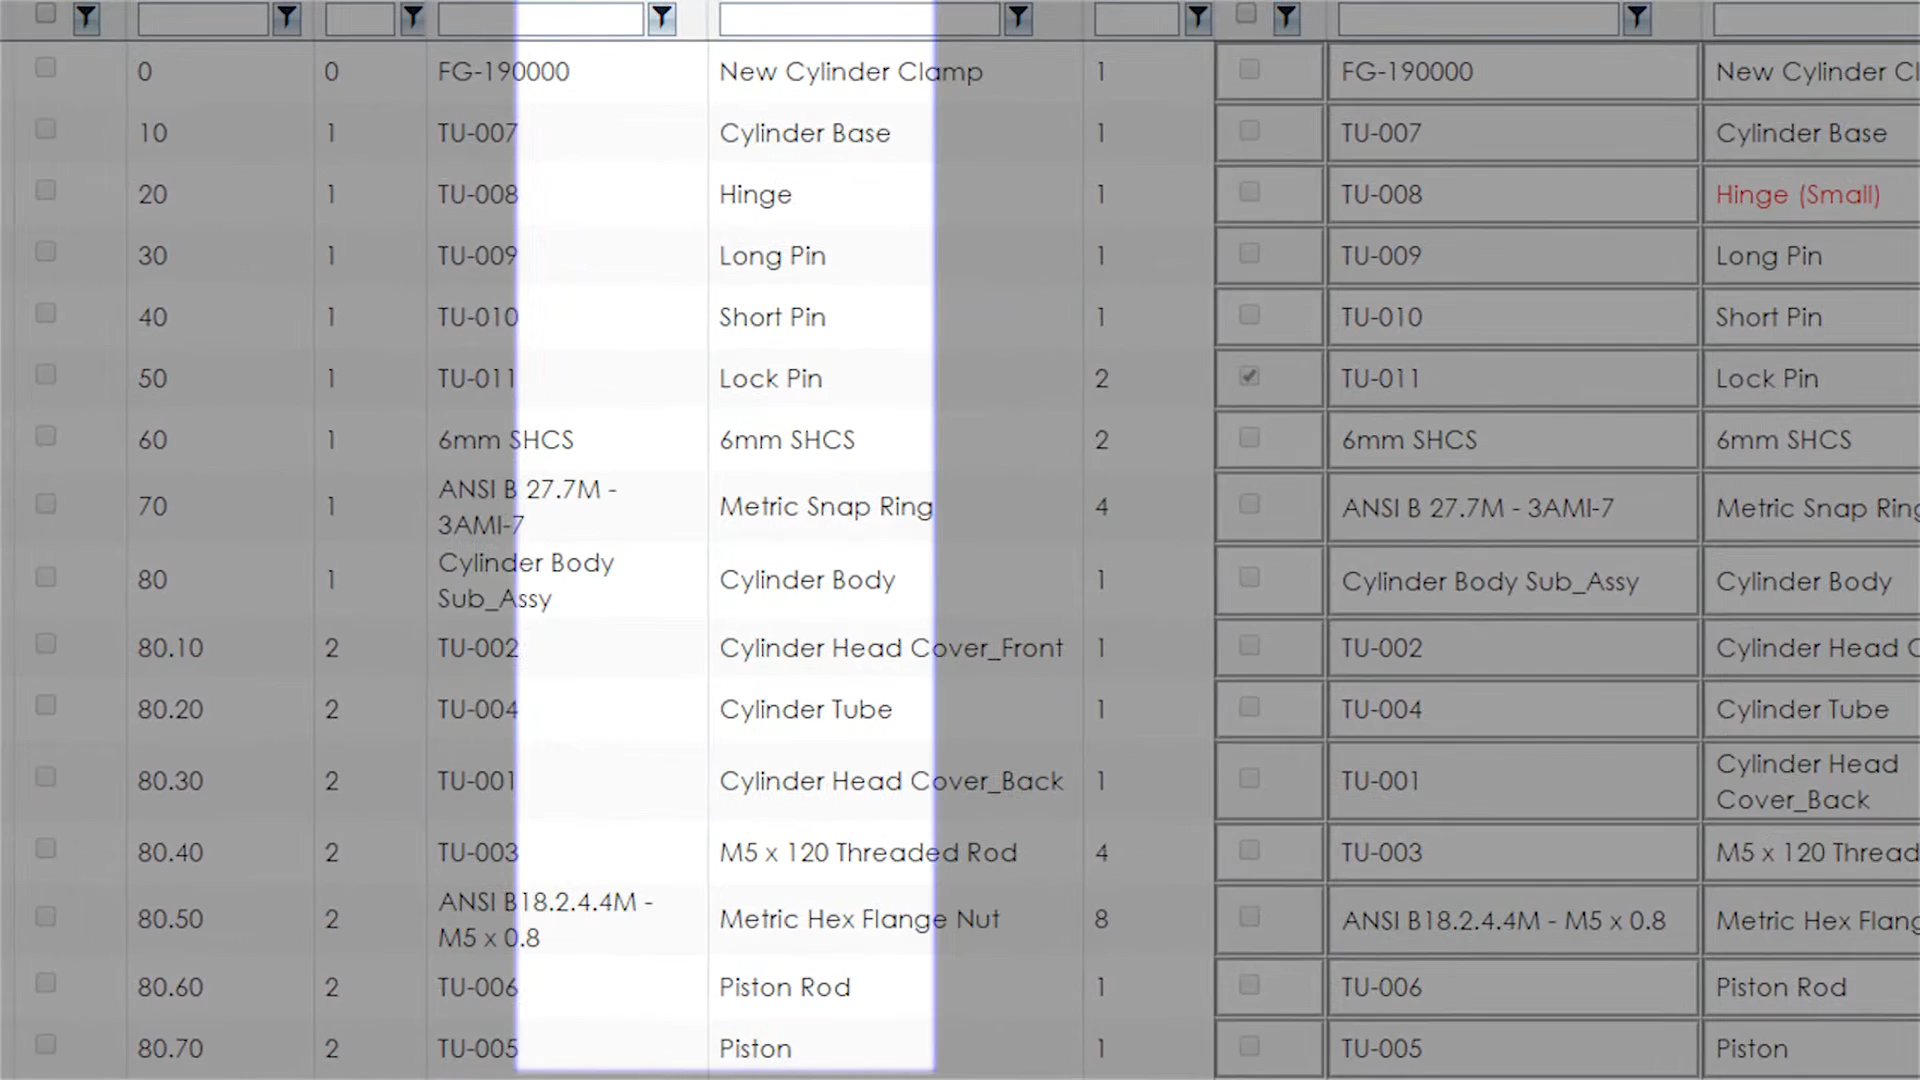 0 0 FG-190000 New Cylinder Clamp 1 FG-190000 New Cylinder Cl
10 1 TU-007 Cylinder Base 1 TU-007 Cylinder Base
20 1 TU-008 Hinge 1 TU-008 Hinge (Small)
30 1 TU-009 Long Pin 1 TU-009 Long Pin
40 1 TU-010 Short Pin 1 TU-010 Short Pin
50 1 TU-011 Lock Pin 2 TU-011 Lock Pin
60 1 6mm SHCS 6mm SHCS 2 6mm SHCS 6mm SHCS
70 1 ANSI B 27.7M -
3AMI-7 Metric Snap Ring 4 ANSI B 27.7M - 3AMI-7 Metric Snap Ring
80 1 Cylinder Body
Sub_Assy Cylinder Body 1 Cylinder Body Sub_Assy Cylinder Body
80.10 2 TU-002 Cylinder Head Cover_Front 1 TU-002 Cylinder Head C
80.20 2 TU-004 Cylinder Tube 1 TU-004 Cylinder Tube
80.30 2 TU-001 Cylinder Head Cover_Back 1 TU-001 Cylinder Head
Cover_Back
80.40 2 TU-003 M5 x 120 Threaded Rod 4 TU-003 M5 x 120 Thread
80.50 2 ANSI B18.2.4.4M -
M5 x 0.8 Metric Hex Flange Nut 8 ANSI B18.2.4.4M - M5 x 0.8 Metric Hex Flang
80.60 2 TU-006 Piston Rod 1 TU-006 Piston Rod
80.70 2 TU-005 Piston 1 TU-005 Piston